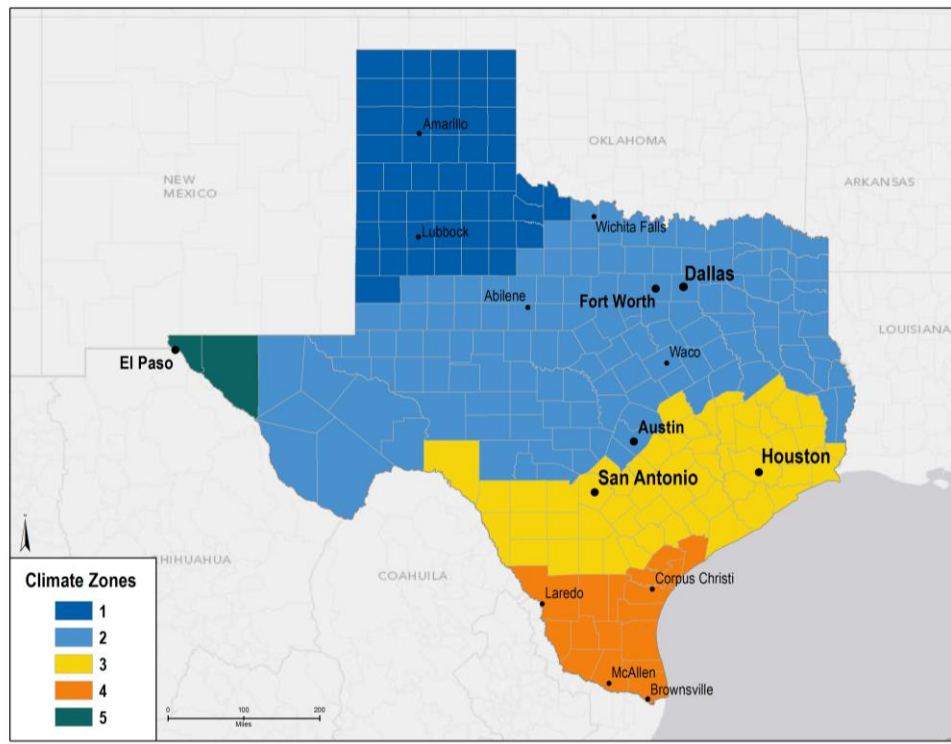 Amarillo
OKLAHOMA
NEW
MEXICO
ARKANSAS
Wichita Falls
Lubbock
Dallas
Abilene
Fort Worth
LOUISIANA
Waco
El Paso
Austin
Houston
San Antonio
HIHUAHUA
COAHUILA
Corpus Christi
Laredo
McAllen
Brownsville
Climate Zones
1
2
3
4
5
0 100 200
Miles